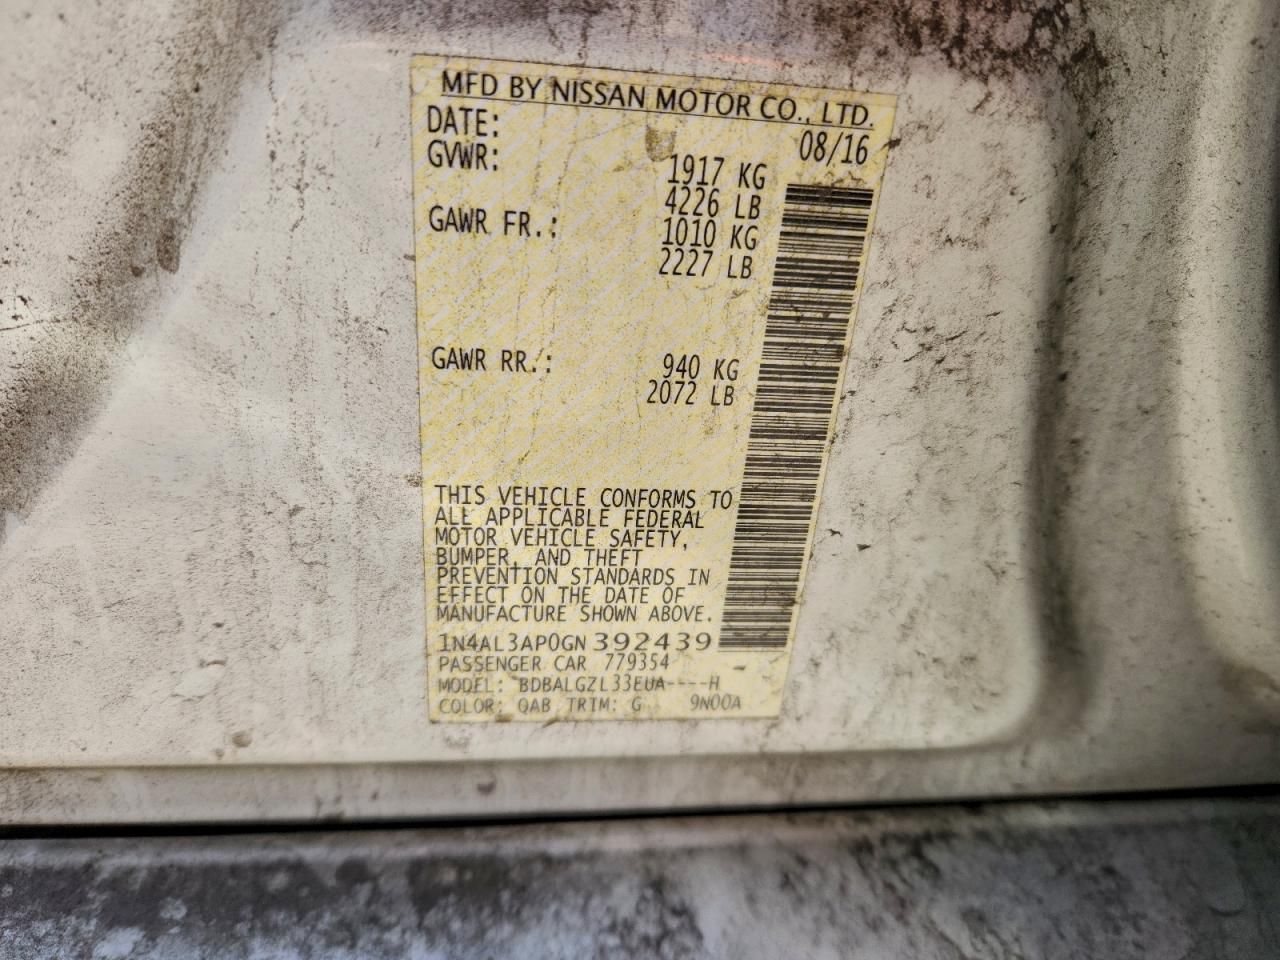 MFD BY NISSAN MOTOR CO., LTD.
DATE: 08/16
GVWR: 1917 KG
4226 LB
GAWR FR.: 1010 KG
2227 LB
GAWR RR.: 940 KG
2072 LB
THIS VEHICLE CONFORMS TO
ALL APPLICABLE FEDERAL
MOTOR VEHICLE SAFETY,
BUMPER, AND THEFT
PREVENTION STANDARDS IN
EFFECT ON THE DATE OF
MANUFACTURE SHOWN ABOVE.
1N4AL3AP0GN392439
PASSENGER CAR 779354
MODEL: BDBALGZL33EUA----H
COLOR: QAB TRIM: G 9N00A